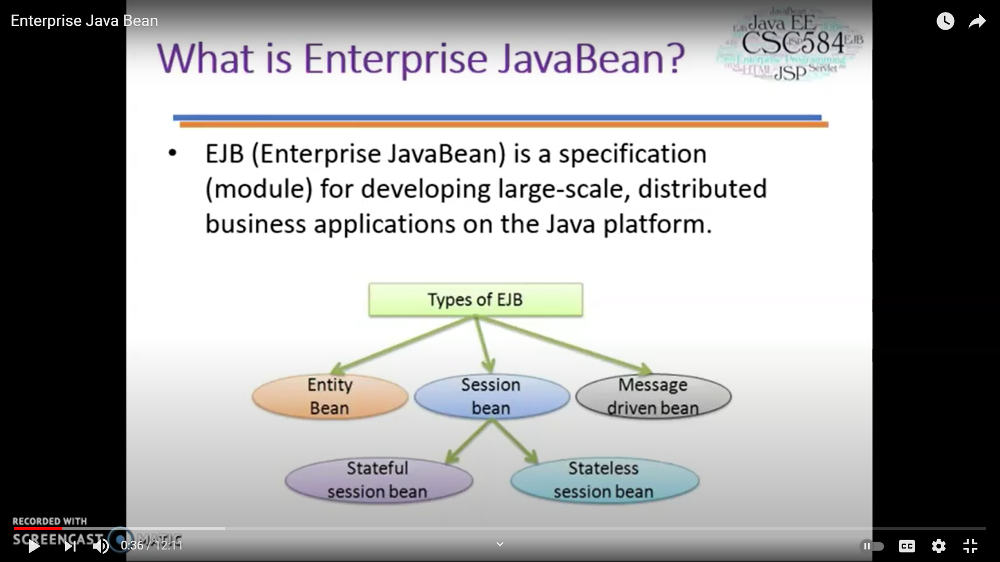 Enterprise Java Bean
JavaBean
Java EE
CSC584
EJB
JSP
Enterprise Programming
HTML
JSP
Servlet
What is Enterprise JavaBean?
• EJB (Enterprise JavaBean) is a specification
(module) for developing large-scale, distributed
business applications on the Java platform.
Types of EJB
Entity
Bean
Session
bean
Message
driven bean
Stateful
session bean
Stateless
session bean
RECORDED WITH
SCREENCAST MATIC
0:36 / 12:11
CC